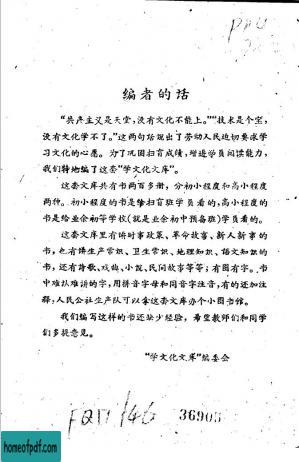 编者的话
“共产主义是天堂，没有文化不能上。”“技术是个宝，
没有文化学不了。”这两句话说出了劳动人民迫切要求学
习文化的心愿。为了巩固扫盲成绩，增进学员阅读能力，
我们特地编了这套“学文化文库”。
这套文库共有书两百多册，分初小程度和高小程度
两种。初小程度的书是扫盲班学员看的，高小程度的
书是给业余初等学校（就是业余初中预备班）学员看的。
这套文库里有讲时事政策、革命故事、新人新事的
书，也有讲生产常识、卫生常识、地理知识、语文知识的
书，还有诗歌、戏曲、小说、民间故事等等；有图有字。书
中难认难讲的字，用拼音字母和同音字注音，有的还加注
释，人民公社生产队可以拿这套文库办个小图书馆。
我们编写这样的书还缺少经验，希望教师们和同学
们多提意见。
“学文化文库”编委会
36905
homeofpdf.com